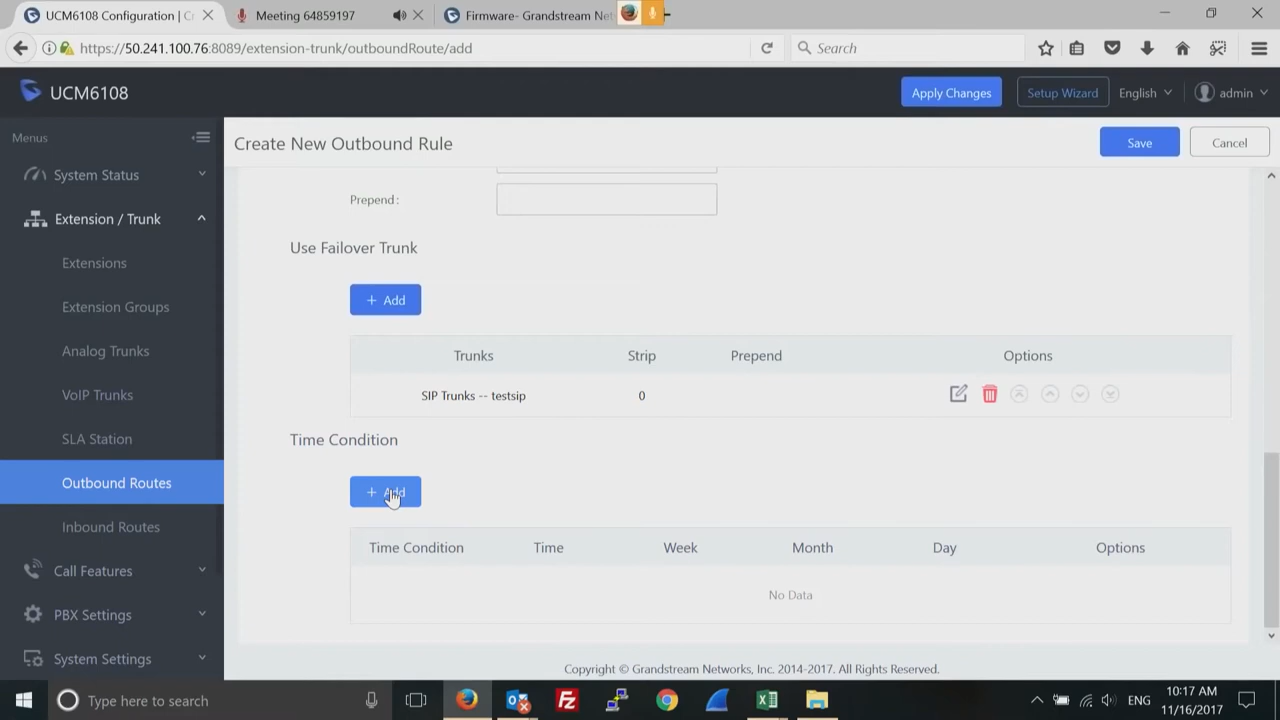 UCM6108 Configuration | C
Meeting 64859197
Firmware- Grandstream Net
https://50.241.100.76:8089/extension-trunk/outboundRoute/add
Search
UCM6108
Apply Changes
Setup Wizard
English
admin
Menus
Create New Outbound Rule
Save
Cancel
System Status
Extension / Trunk
Extensions
Extension Groups
Analog Trunks
VoIP Trunks
SLA Station
Outbound Routes
Inbound Routes
Call Features
PBX Settings
System Settings
Prepend :
Use Failover Trunk
+ Add
Trunks Strip Prepend Options
SIP Trunks -- testsip 0
Time Condition
+ Add
Time Condition Time Week Month Day Options
No Data
Copyright © Grandstream Networks, Inc. 2014-2017. All Rights Reserved.
Type here to search
ENG
10:17 AM
11/16/2017